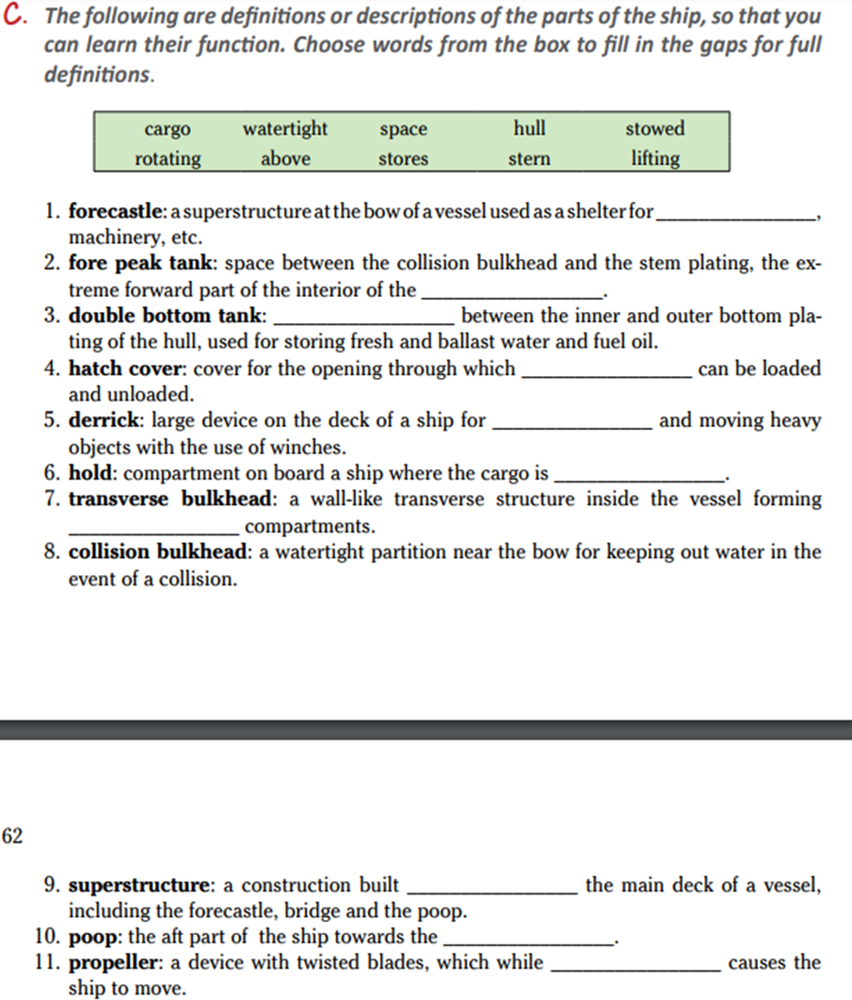 C. The following are definitions or descriptions of the parts of the ship, so that you
can learn their function. Choose words from the box to fill in the gaps for full
definitions.
cargo watertight space hull stowed
rotating above stores stern lifting
1. forecastle: a superstructure at the bow of a vessel used as a shelter for________________,
machinery, etc.
2. fore peak tank: space between the collision bulkhead and the stem plating, the ex-
treme forward part of the interior of the _________________.
3. double bottom tank: _________________ between the inner and outer bottom pla-
ting of the hull, used for storing fresh and ballast water and fuel oil.
4. hatch cover: cover for the opening through which ________________ can be loaded
and unloaded.
5. derrick: large device on the deck of a ship for _______________ and moving heavy
objects with the use of winches.
6. hold: compartment on board a ship where the cargo is ________________.
7. transverse bulkhead: a wall-like transverse structure inside the vessel forming
________________ compartments.
8. collision bulkhead: a watertight partition near the bow for keeping out water in the
event of a collision.
62
9. superstructure: a construction built ________________ the main deck of a vessel,
including the forecastle, bridge and the poop.
10. poop: the aft part of the ship towards the ________________.
11. propeller: a device with twisted blades, which while ________________ causes the
ship to move.